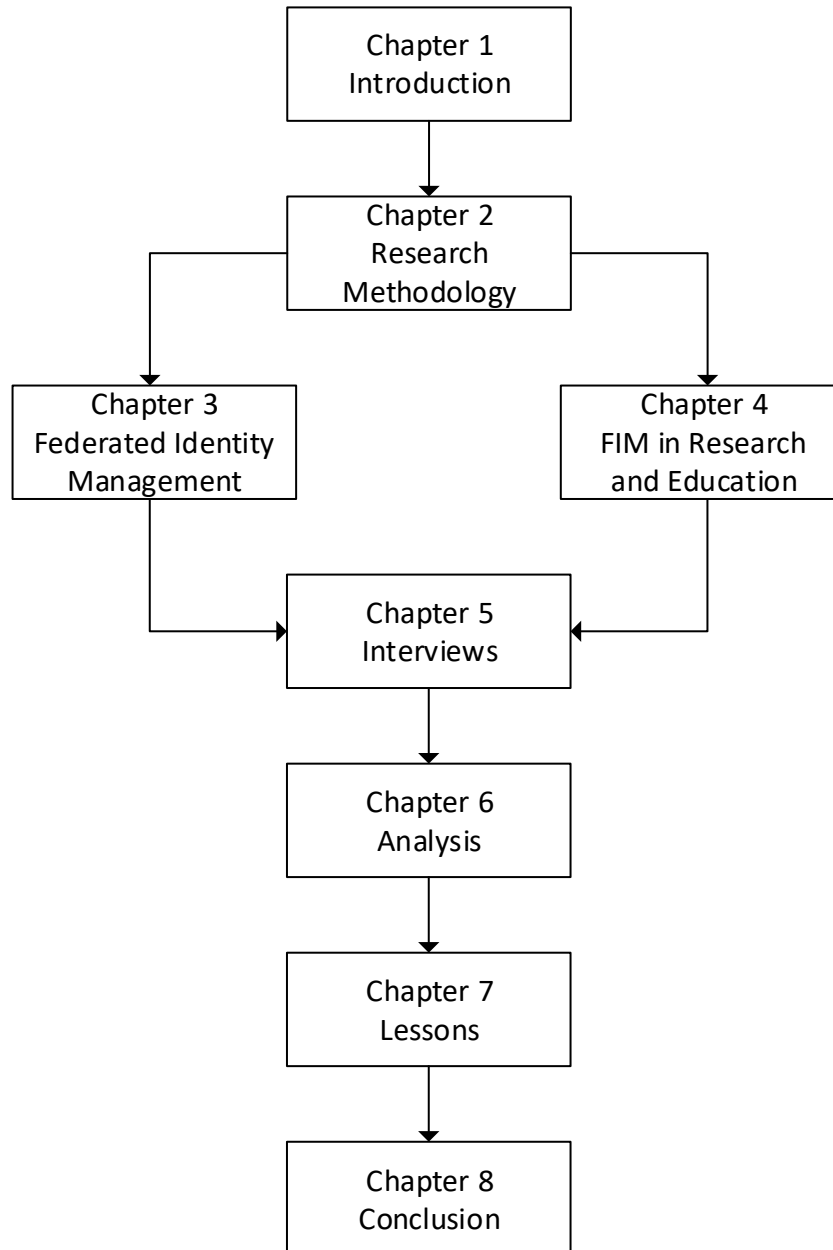 Chapter 1
Introduction
Chapter 2
Research
Methodology
Chapter 3
Federated Identity
Management
Chapter 4
FIM in Research
and Education
Chapter 5
Interviews
Chapter 6
Analysis
Chapter 7
Lessons
Chapter 8
Conclusion